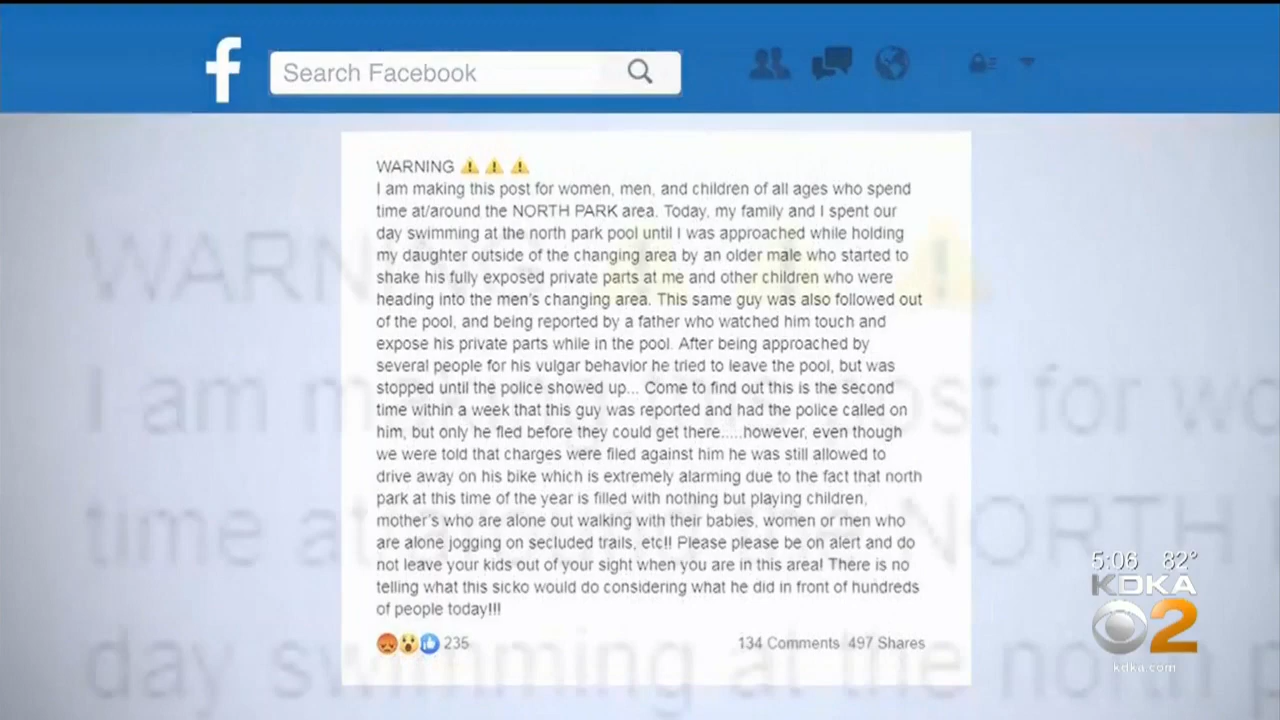 f
Search Facebook
WARNING ⚠ ⚠ ⚠
I am making this post for women, men, and children of all ages who spend
time at/around the NORTH PARK area. Today, my family and I spent our
day swimming at the north park pool until I was approached while holding
my daughter outside of the changing area by an older male who started to
shake his fully exposed private parts at me and other children who were
heading into the men's changing area. This same guy was also followed out
of the pool, and being reported by a father who watched him touch and
expose his private parts while in the pool. After being approached by
several people for his vulgar behavior he tried to leave the pool, but was
stopped until the police showed up... Come to find out this is the second
time within a week that this guy was reported and had the police called on
him, but only he fled before they could get there.....however, even though
we were told that charges were filed against him he was still allowed to
drive away on his bike which is extremely alarming due to the fact that north
park at this time of the year is filled with nothing but playing children,
mother's who are alone out walking with their babies, women or men who
are alone jogging on secluded trails, etc!! Please please be on alert and do
not leave your kids out of your sight when you are in this area! There is no
telling what this sicko would do considering what he did in front of hundreds
of people today!!!
235
134 Comments 497 Shares
WARN
I am m
st for wo
time at
NORTH
day sw
north p
5:06 82°
KDKA
2
kdka.com